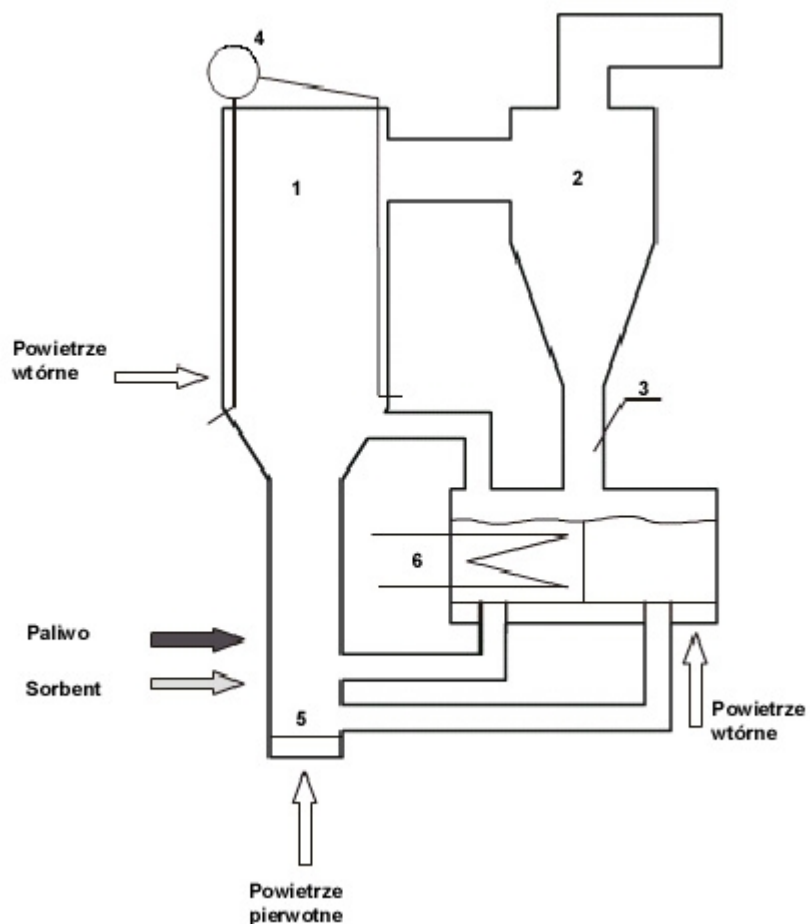 4
1
2
Powietrze
wtórne
3
6
Paliwo
Sorbent
5
Powietrze
wtórne
Powietrze
pierwotne